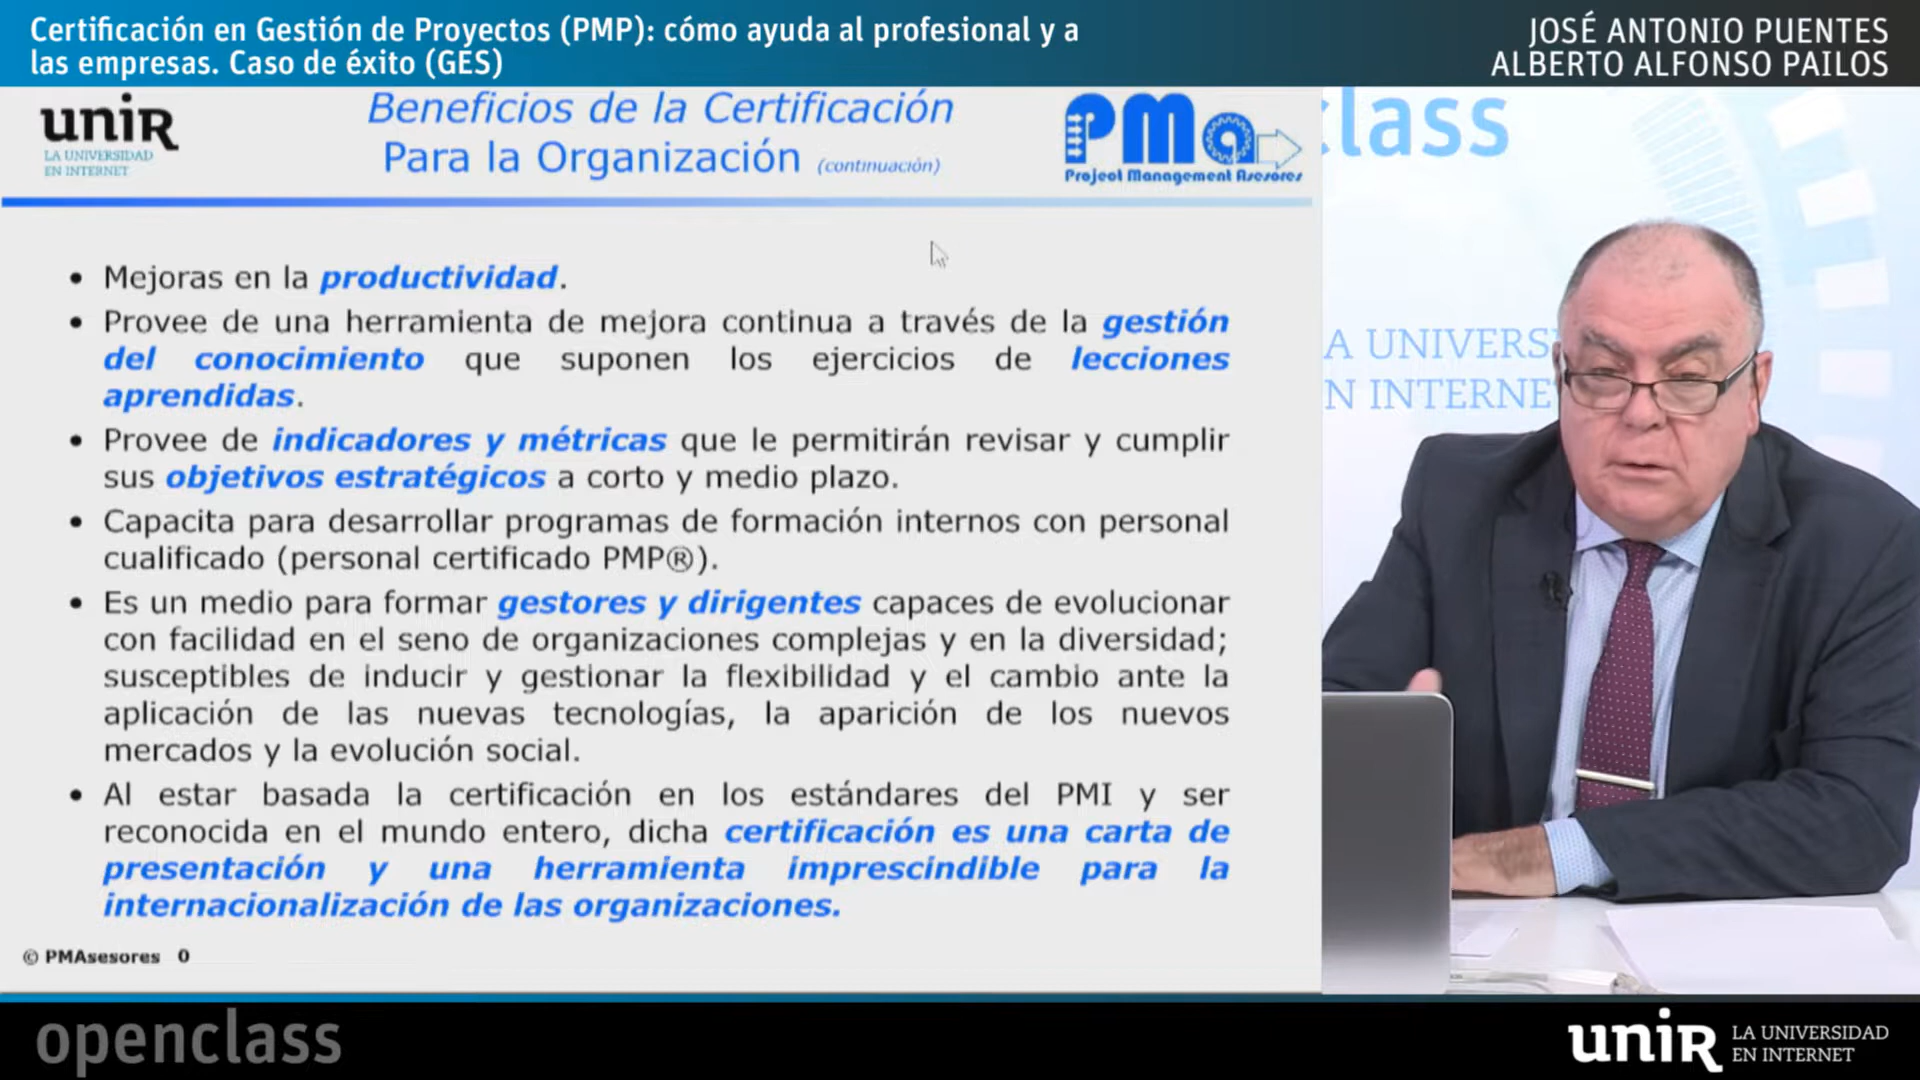 Certificación en Gestión de Proyectos (PMP): cómo ayuda al profesional y a
las empresas. Caso de éxito (GES)
JOSÉ ANTONIO PUENTES
ALBERTO ALFONSO PAILOS
unir
LA UNIVERSIDAD
EN INTERNET
Beneficios de la Certificación
Para la Organización (continuación)
PMa
Project Management Asesores
class
A UNIVERS
N INTERNE
• Mejoras en la productividad.
• Provee de una herramienta de mejora continua a través de la gestión
del conocimiento que suponen los ejercicios de lecciones
aprendidas.
• Provee de indicadores y métricas que le permitirán revisar y cumplir
sus objetivos estratégicos a corto y medio plazo.
• Capacita para desarrollar programas de formación internos con personal
cualificado (personal certificado PMP®).
• Es un medio para formar gestores y dirigentes capaces de evolucionar
con facilidad en el seno de organizaciones complejas y en la diversidad;
susceptibles de inducir y gestionar la flexibilidad y el cambio ante la
aplicación de las nuevas tecnologías, la aparición de los nuevos
mercados y la evolución social.
• Al estar basada la certificación en los estándares del PMI y ser
reconocida en el mundo entero, dicha certificación es una carta de
presentación y una herramienta imprescindible para la
internacionalización de las organizaciones.
© PMAsesores 0
openclass
unir
LA UNIVERSIDAD
EN INTERNET